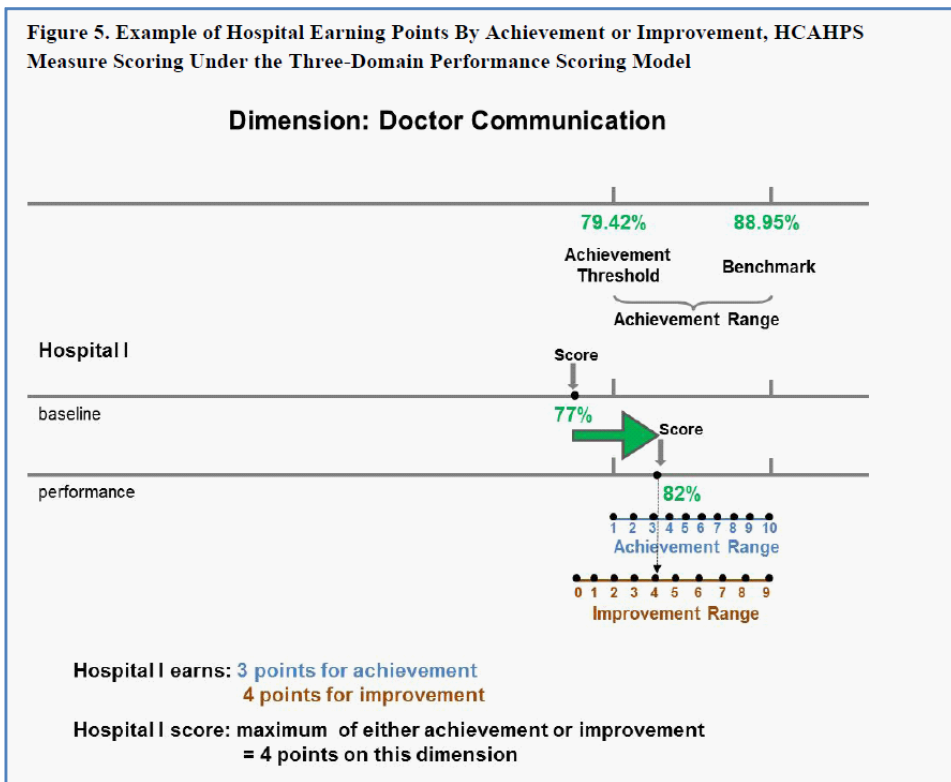 Figure 5. Example of Hospital Earning Points By Achievement or Improvement, HCAHPS
Measure Scoring Under the Three-Domain Performance Scoring Model
Dimension: Doctor Communication
79.42% 88.95%
Achievement Threshold Benchmark
Achievement Range
Hospital I
Score
baseline
77%
Score
performance
82%
1 2 3 4 5 6 7 8 9 10
Achievement Range
0 1 2 3 4 5 6 7 8 9
Improvement Range
Hospital I earns: 3 points for achievement
4 points for improvement
Hospital I score: maximum of either achievement or improvement
= 4 points on this dimension